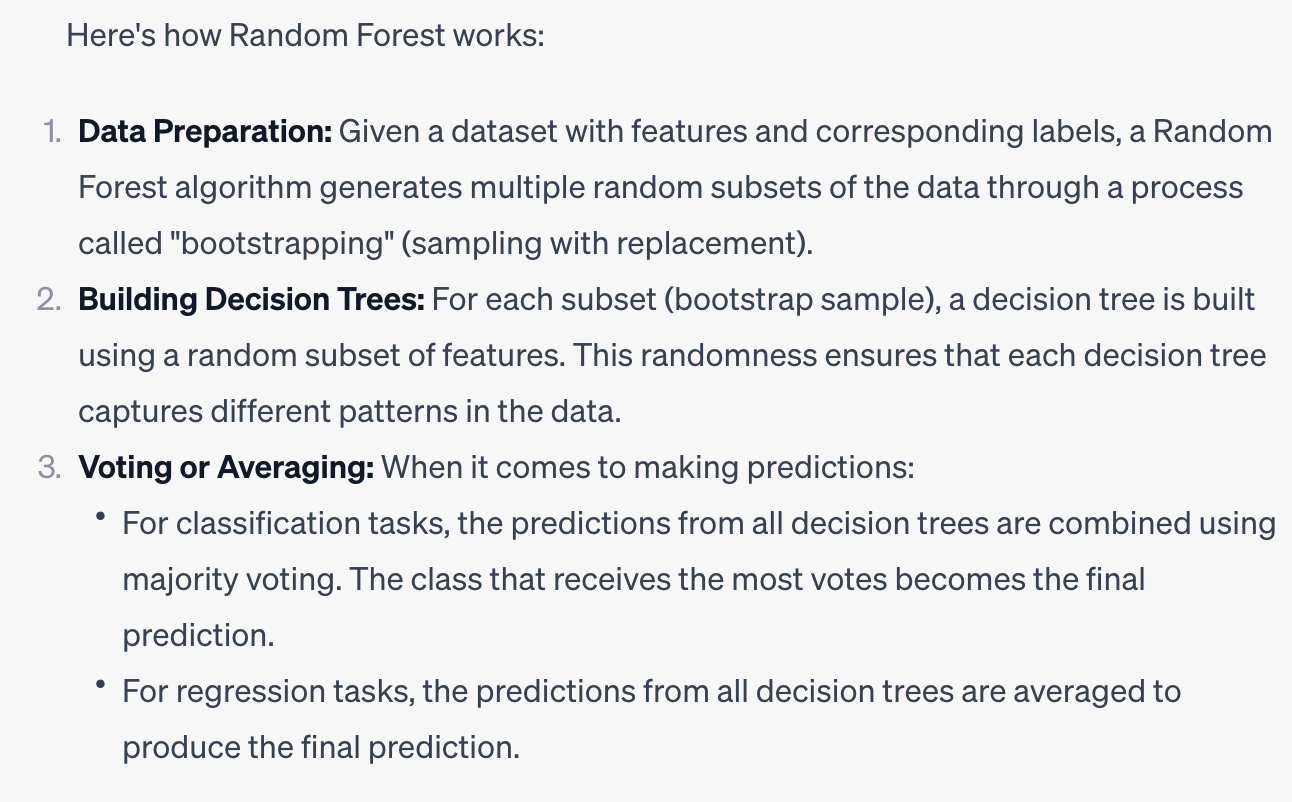 Here's how Random Forest works:
1. Data Preparation: Given a dataset with features and corresponding labels, a Random
Forest algorithm generates multiple random subsets of the data through a process
called "bootstrapping" (sampling with replacement).
2. Building Decision Trees: For each subset (bootstrap sample), a decision tree is built
using a random subset of features. This randomness ensures that each decision tree
captures different patterns in the data.
3. Voting or Averaging: When it comes to making predictions:
• For classification tasks, the predictions from all decision trees are combined using
majority voting. The class that receives the most votes becomes the final
prediction.
• For regression tasks, the predictions from all decision trees are averaged to
produce the final prediction.